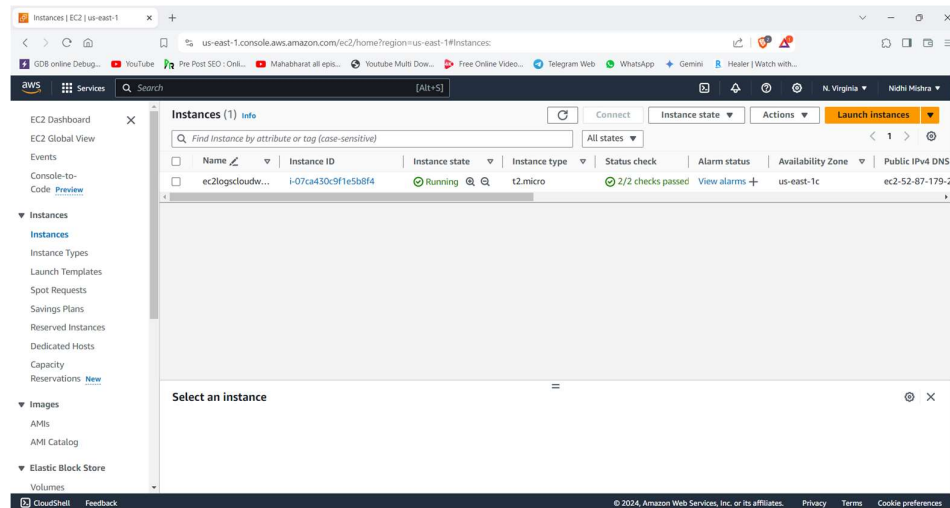 Instances | EC2 | us-east-1
us-east-1.console.aws.amazon.com/ec2/home?region=us-east-1#Instances:
GDB online Debug... YouTube Pre Post SEO : Onli... Mahabharat all epis... Youtube Multi Dow... Free Online Video... Telegram Web WhatsApp Gemini Healer | Watch with...
aws Services Search [Alt+S] N. Virginia Nidhi Mishra
EC2 Dashboard
EC2 Global View
Events
Console-to-
Code Preview
Instances
Instances
Instance Types
Launch Templates
Spot Requests
Savings Plans
Reserved Instances
Dedicated Hosts
Capacity
Reservations New
Images
AMIs
AMI Catalog
Elastic Block Store
Volumes
Instances (1) Info Connect Instance state Actions Launch instances
Find Instance by attribute or tag (case-sensitive) All states 1
Name Instance ID Instance state Instance type Status check Alarm status Availability Zone Public IPv4 DNS
ec2logscloudw... i-07ca430c9f1e5b8f4 Running t2.micro 2/2 checks passed View alarms us-east-1c ec2-52-87-179-2
Select an instance
CloudShell Feedback © 2024, Amazon Web Services, Inc. or its affiliates. Privacy Terms Cookie preferences